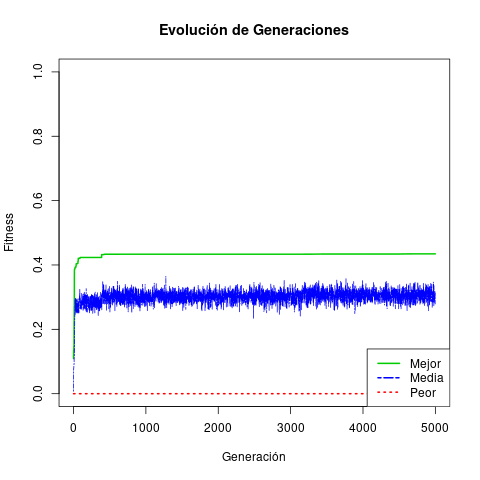 Evolución de Generaciones
Fitness
1.0
0.8
0.6
0.4
0.2
0.0
0 1000 2000 3000 4000 5000
Generación
Mejor
Media
Peor